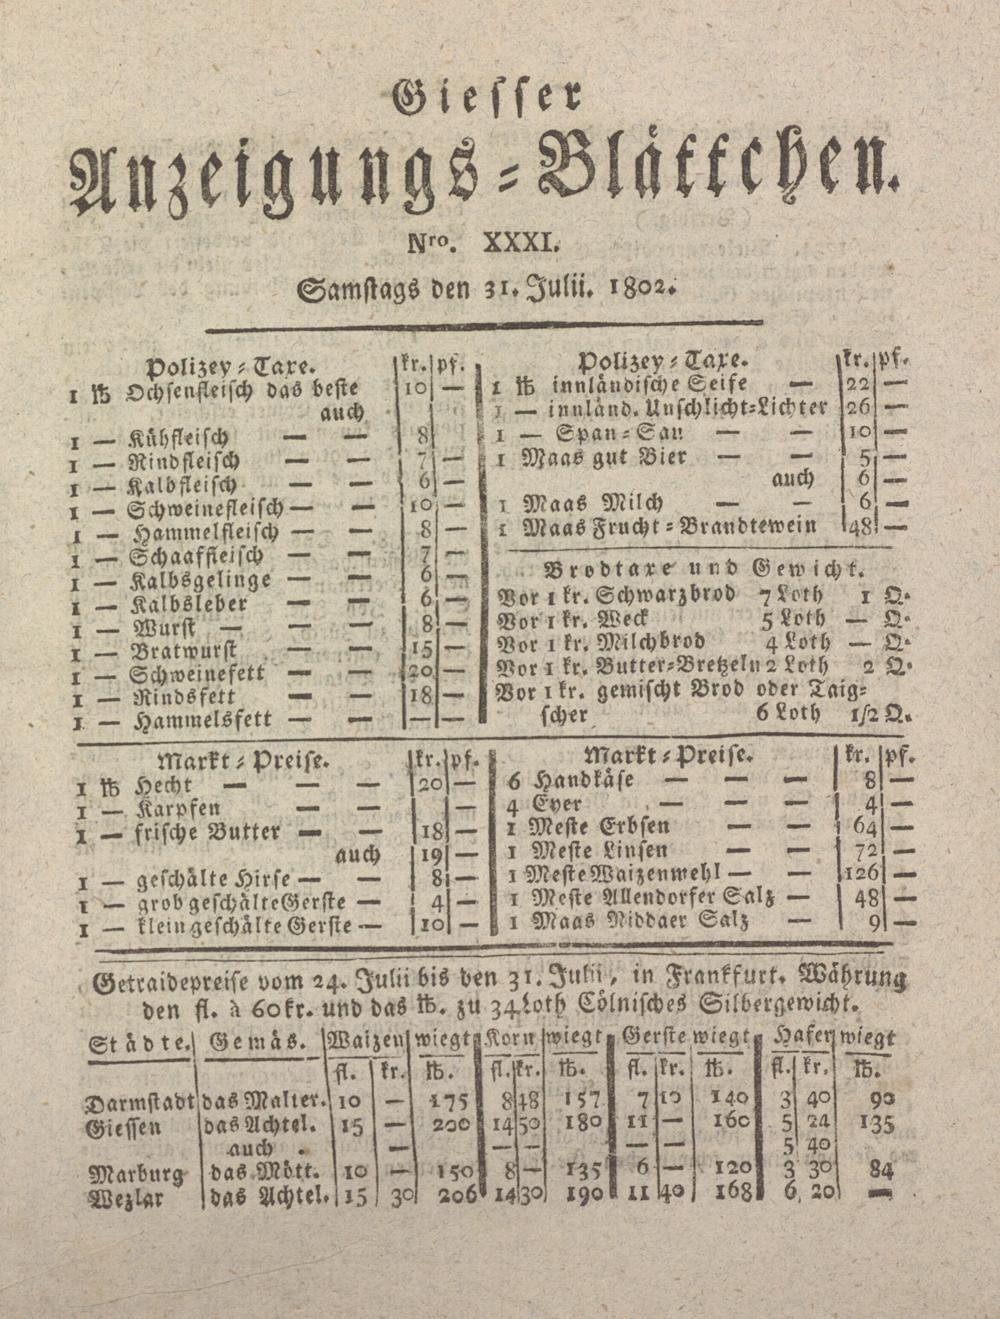 Giesser
Anzeigungs-Blättchen.
Nro. XXXI.
Samstags den 31. Julii. 1802.
Polizey-Taxe. kr. pf.
1 ℔ Ochsenfleisch das beste 10 —
auch
1 — Kühfleisch — — 8
1 — Rindfleisch — — 7 —
1 — Kalbfleisch — — 6 —
1 — Schweinefleisch — — 10 —
1 — Hammelfleisch — — 8 —
1 — Schaaffleisch — — 7 —
1 — Kalbsgelinge — — 6 —
1 — Kalbsleber — — 6 —
1 — Wurst — — — 8 —
1 — Bratwurst — — 15 —
1 — Schweinefett — — 20 —
1 — Rindsfett — — 18 —
1 — Hammelsfett — — — —
Polizey-Taxe. kr. pf.
1 ℔ innländische Seife — 22 —
1 — innländ. Unschlicht-Lichter 26 —
1 — Span-Sau — — 10 —
1 Maas gut Bier — — 5 —
auch 6 —
1 Maas Milch — — 6 —
1 Maas Frucht-Brandtewein 48 —
Brodtaxe und Gewicht.
Vor 1 kr. Schwarzbrod 7 Loth 1 Q.
Vor 1 kr. Weck 5 Loth — Q.
Vor 1 kr. Milchbrod 4 Loth — Q.
Vor 1 kr. Butter-Bretzeln 2 Loth 2 Q.
Vor 1 kr. gemischt Brod oder Taig-
scher 6 Loth 1/2 Q.
Markt-Preise. kr. pf.
1 ℔ Hecht — — — 20 —
1 — Karpfen — — —
1 — frische Butter — — 18 —
auch 19 —
1 — geschälte Hirse — — 8 —
1 — grob geschälte Gerste — 4 —
1 — klein geschälte Gerste — 10 —
Markt-Preise. kr. pf.
6 Handkäse — — — 8 —
4 Eyer — — — 4 —
1 Meste Erbsen — — 64 —
1 Meste Linsen — — 72 —
1 Meste Waizenmehl — — 126 —
1 Meste Allendorfer Salz — 48 —
1 Maas Niddaer Salz — 9 —
Getraidepreise vom 24. Julii bis den 31. Julii, in Frankfurt. Währung
den fl. à 60 kr. und das ℔. zu 34 Loth Cölnisches Silbergewicht.
Städte. Gemäs. Waizen wiegt Korn wiegt Gerste wiegt Hafer wiegt
fl. kr. ℔. fl. kr. ℔. fl. kr. ℔. fl. kr. ℔.
Darmstadt das Malter. 10 — 175 8 48 157 7 10 140 3 40 90
Giessen das Achtel. 15 — 200 14 50 180 11 — 160 5 24 135
auch . — — — — — 5 40
Marburg das Mött. 10 — 150 8 — 135 6 — 120 3 30 84
Wezlar das Achtel. 15 30 206 14 30 190 11 40 168 6 20 —